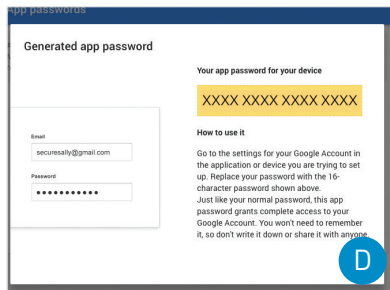 App passwords
Generated app password
Your app password for your device
XXXX XXXX XXXX XXXX
Email
securesally@gmail.com
Password
How to use it
Go to the settings for your Google Account in
the application or device you are trying to set
up. Replace your password with the 16-
character password shown above.
Just like your normal password, this app
password grants complete access to your
Google Account. You won't need to remember
it, so don't write it down or share it with anyone.
D